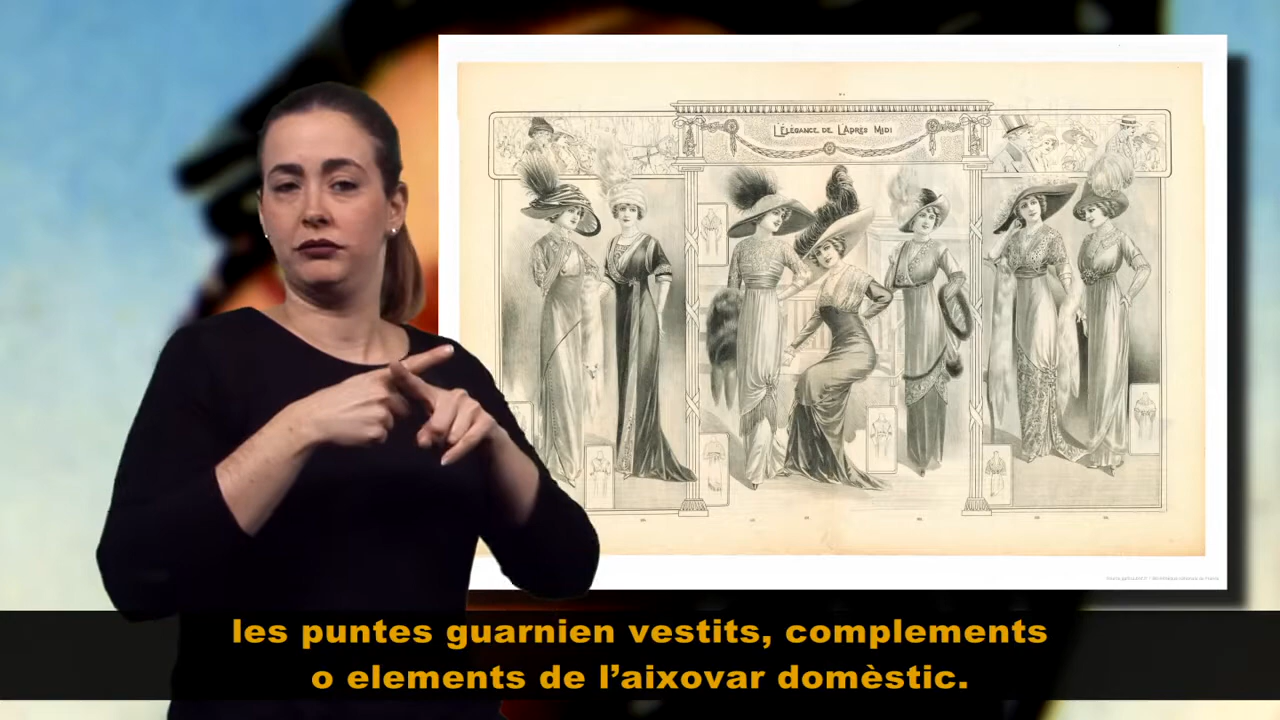 L'ÉLÉGANCE DE L'APRÈS MIDI
les puntes guarnien vestits, complements
o elements de l’aixovar domèstic.